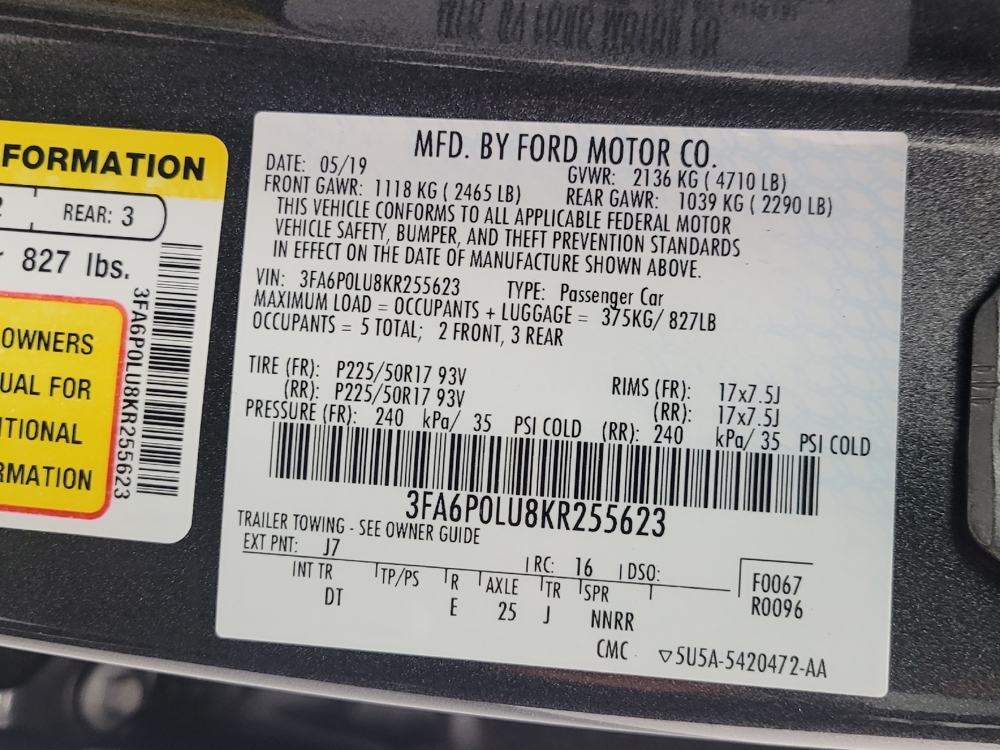 FORMATION
REAR: 3
827 lbs.
3FA6P0LU8KR255623
OWNERS
UAL FOR
ITIONAL
RMATION
MFD. BY FORD MOTOR CO.
DATE: 05/19 GVWR: 2136 KG ( 4710 LB)
FRONT GAWR: 1118 KG ( 2465 LB) REAR GAWR: 1039 KG ( 2290 LB)
THIS VEHICLE CONFORMS TO ALL APPLICABLE FEDERAL MOTOR
VEHICLE SAFETY, BUMPER, AND THEFT PREVENTION STANDARDS
IN EFFECT ON THE DATE OF MANUFACTURE SHOWN ABOVE.
VIN: 3FA6P0LU8KR255623 TYPE: Passenger Car
MAXIMUM LOAD = OCCUPANTS + LUGGAGE = 375KG/ 827LB
OCCUPANTS = 5 TOTAL; 2 FRONT, 3 REAR
TIRE (FR): P225/50R17 93V RIMS (FR): 17x7.5J
(RR): P225/50R17 93V (RR): 17x7.5J
PRESSURE (FR): 240 kPa/ 35 PSI COLD (RR): 240 kPa/ 35 PSI COLD
3FA6P0LU8KR255623
TRAILER TOWING - SEE OWNER GUIDE
EXT PNT: J7 RC: 16 DSO: F0067
INT TR TP/PS R AXLE TR SPR R0096
DT E 25 J NNRR
CMC ▽5U5A-5420472-AA